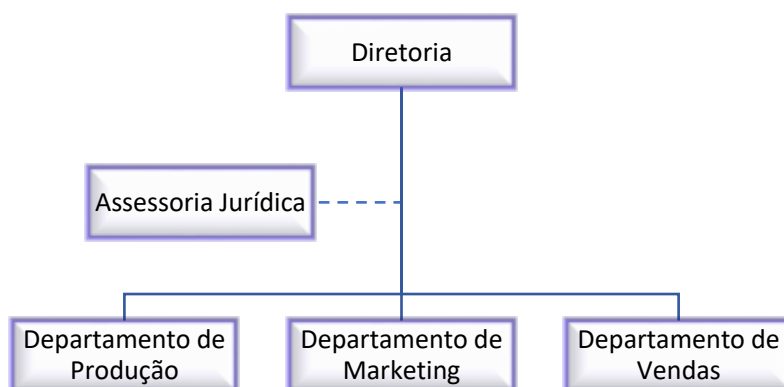 Diretoria
Assessoria Jurídica
Departamento de
Produção
Departamento de
Marketing
Departamento de
Vendas